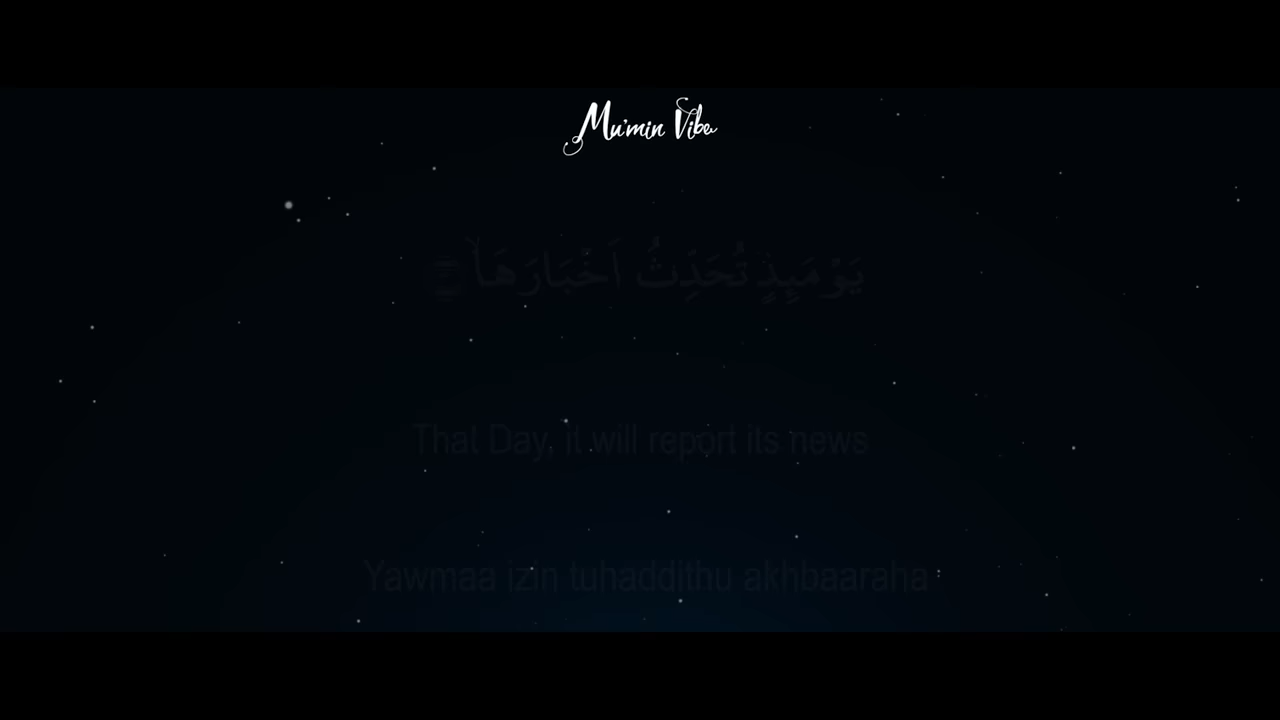 Mu'min Vibe
يَوْمَىِٕذٍ تُحَدِّثُ اَخْبَارَهَاۙ
That Day, it will report its news
Yawmaa izin tuhaddithu akhbaaraha